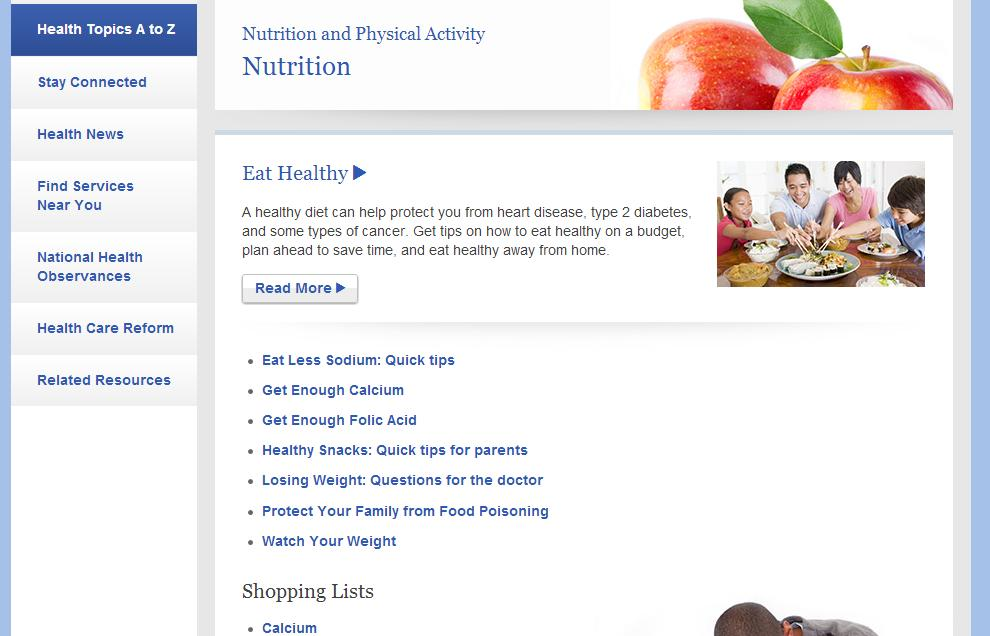 Health Topics A to Z
Stay Connected
Health News
Find Services
Near You
National Health
Observances
Health Care Reform
Related Resources
Nutrition and Physical Activity
Nutrition
Eat Healthy
A healthy diet can help protect you from heart disease, type 2 diabetes,
and some types of cancer. Get tips on how to eat healthy on a budget,
plan ahead to save time, and eat healthy away from home.
Read More
Eat Less Sodium: Quick tips
Get Enough Calcium
Get Enough Folic Acid
Healthy Snacks: Quick tips for parents
Losing Weight: Questions for the doctor
Protect Your Family from Food Poisoning
Watch Your Weight
Shopping Lists
Calcium